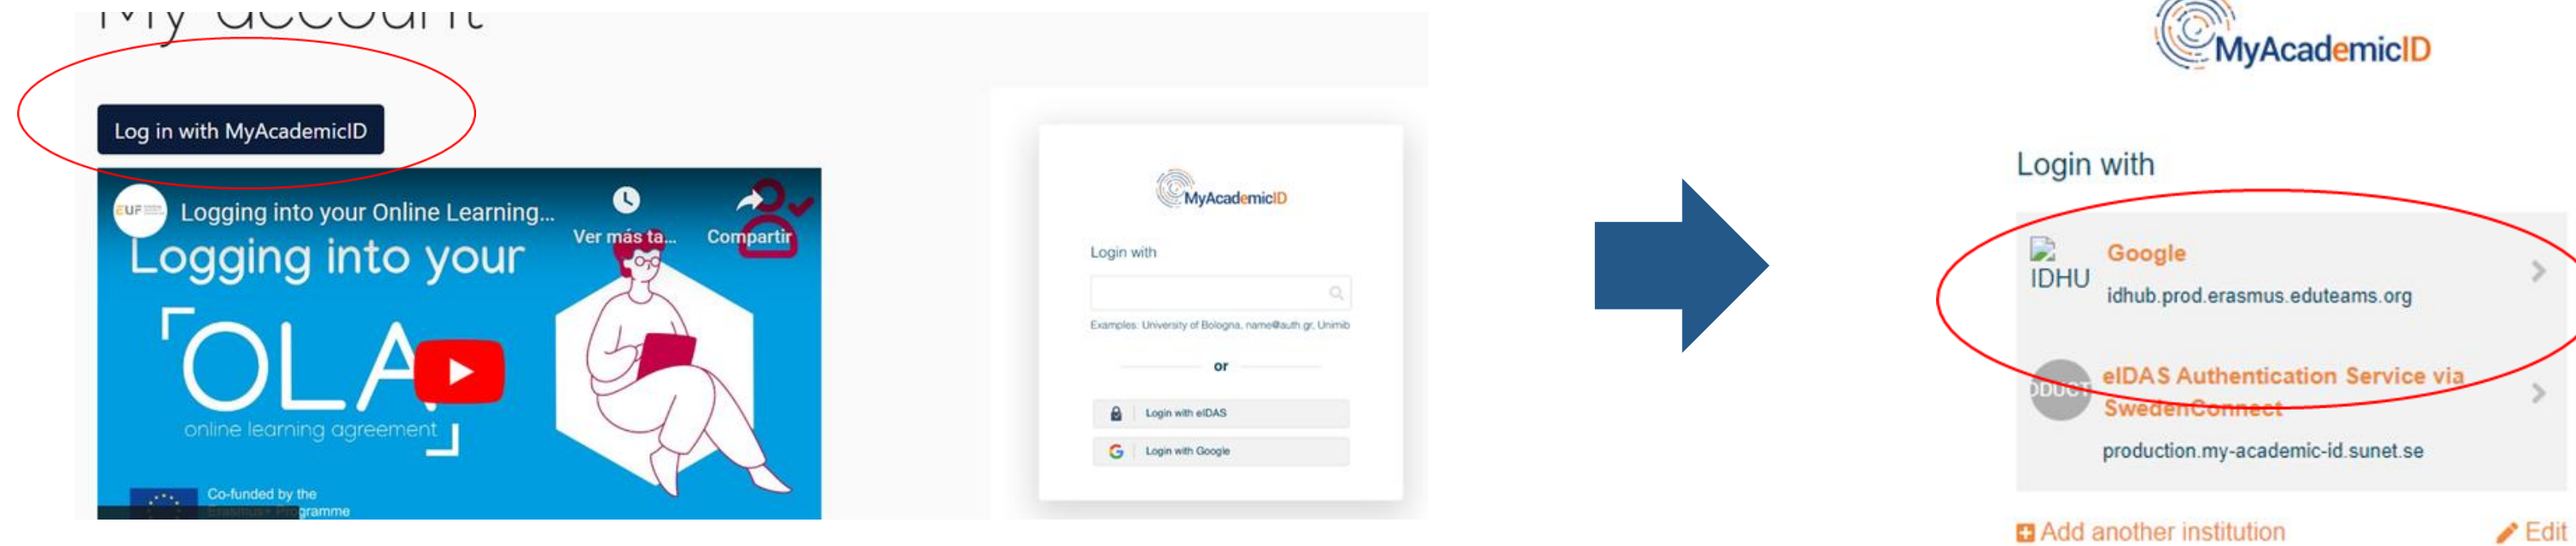 My account
Log in with MyAcademicID
EUF
Logging into your Online Learning...
Ver más ta...
Compartir
Logging into your
OLA
online learning agreement
Co-funded by the
Erasmus+ Programme
MyAcademicID
Login with
Examples: University of Bologna, name@auth.gr, Unimib
or
Login with eIDAS
Login with Google
MyAcademicID
Login with
Google
IDHU
idhub.prod.erasmus.eduteams.org
eIDAS Authentication Service via
SwedenConnect
production.my-academic-id.sunet.se
Add another institution
Edit